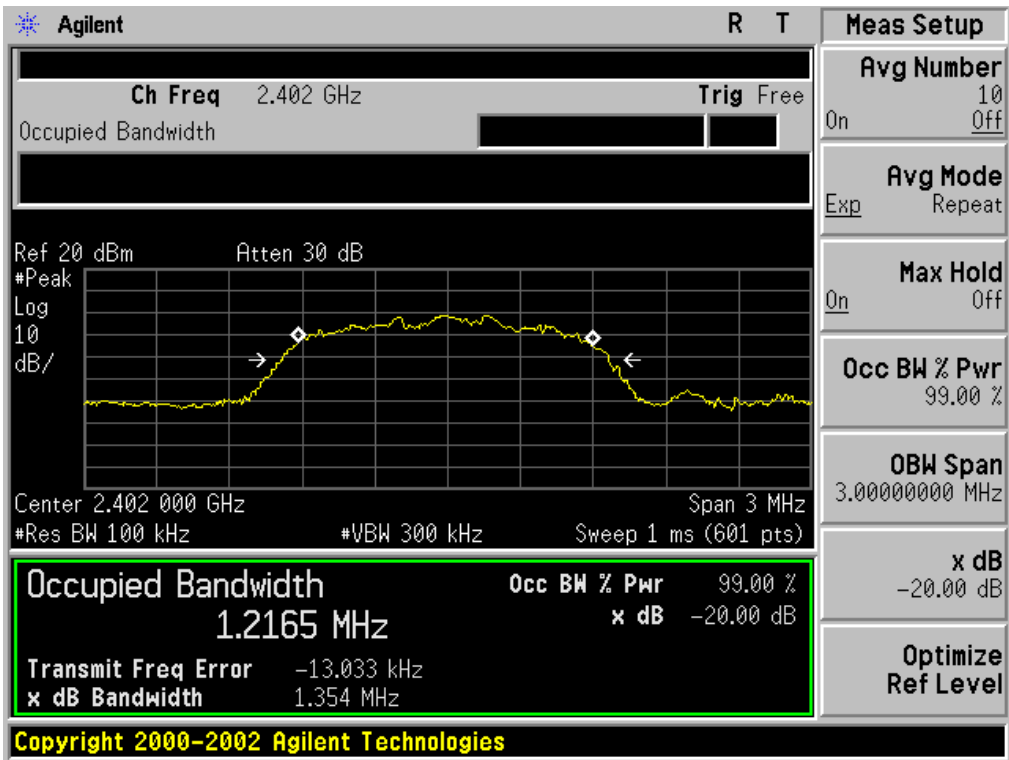 Agilent R T
Ch Freq 2.402 GHz Trig Free
Occupied Bandwidth
Ref 20 dBm Atten 30 dB
#Peak
Log
10
dB/
Center 2.402 000 GHz Span 3 MHz
#Res BW 100 kHz #VBW 300 kHz Sweep 1 ms (601 pts)
Occupied Bandwidth Occ BW % Pwr 99.00 %
1.2165 MHz x dB -20.00 dB
Transmit Freq Error -13.033 kHz
x dB Bandwidth 1.354 MHz
Copyright 2000-2002 Agilent Technologies
Meas Setup
Avg Number
10
On Off
Avg Mode
Exp Repeat
Max Hold
On Off
Occ BW % Pwr
99.00 %
OBW Span
3.00000000 MHz
x dB
-20.00 dB
Optimize
Ref Level